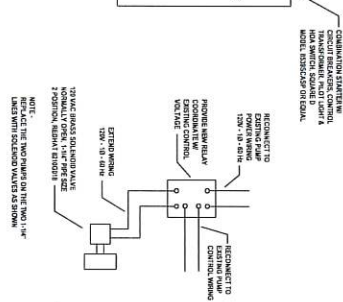 COMBINATION STARTER W/
CIRCUIT BREAKERS, CONTROL
TRANSFORMER, PILOT LIGHT &
HOA SWITCH. SQUARE D
MODEL 8538SCA5P OR EQUAL
RECONNECT TO
EXISTING PUMP
POWER WIRING
120V - 1Ø - 60 Hz
PROVIDE NEW RELAY
COORDINATE W/
EXISTING CONTROL
VOLTAGE
RECONNECT TO
EXISTING PUMP
CONTROL WIRING
EXTEND WIRING
120V - 1Ø - 60 Hz
120 VAC BRASS SOLENOID VALVE
NORMALLY OPEN, 1-1/4" PIPE SIZE
2 POSITION, REDHAT
NOTE -
REPLACE THE TWO PUMPS ON THE TWO 1-1/4"
LINES WITH SOLENOID VALVES AS SHOWN